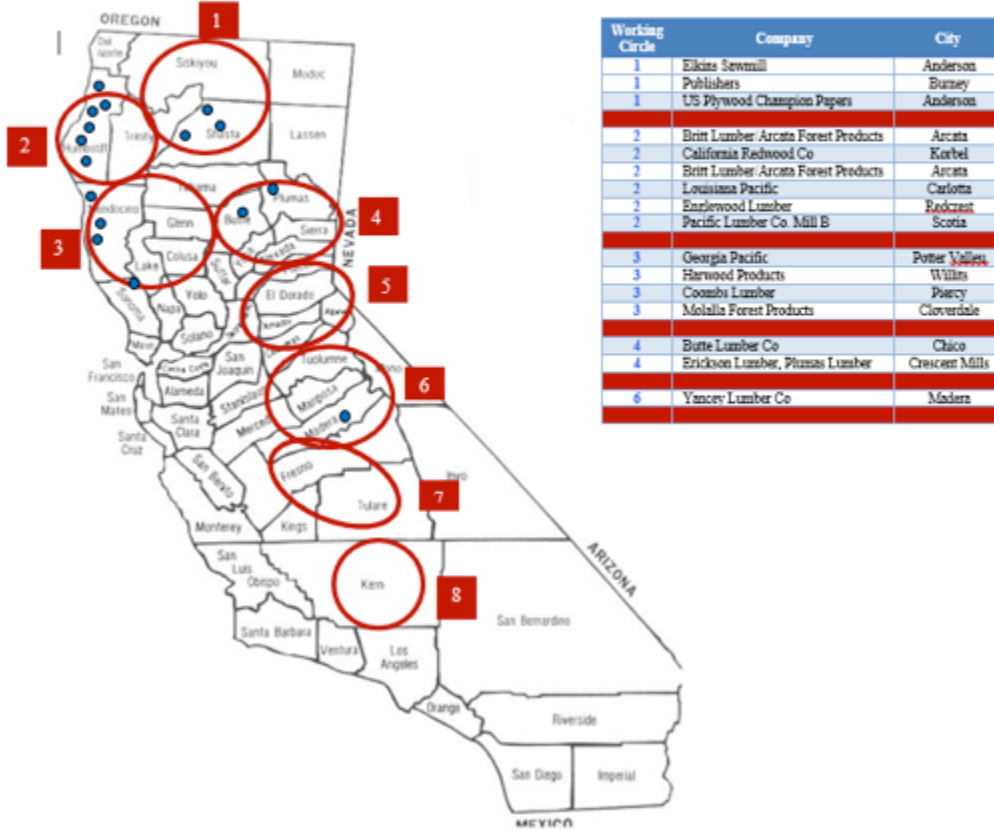 OREGON
1
Del Norte
Siskiyou
Modoc
2
Humboldt
Trinity
Shasta
Lassen
Tehama
Plumas
3
Mendocino
Glenn
Butte
Sierra
4
NEVADA
Lake
Colusa
Sutter
Nevada
5
Sonoma
Napa
Yolo
El Dorado
Solano
Amador
Alpine
San Francisco
Contra Costa
San Joaquin
Tuolumne
Mono
6
San Mateo
Alameda
Stanislaus
Mariposa
Santa Cruz
Santa Clara
Merced
Madera
San Benito
Fresno
Inyo
7
Monterey
Kings
Tulare
ARIZONA
San Luis Obispo
Kern
8
San Bernardino
Santa Barbara
Ventura
Los Angeles
Orange
Riverside
San Diego
Imperial
MEXICO
Working Circle Company City
1 Elkins Sawmill Anderson
1 Publishers Burney
1 US Plywood Champion Papers Anderson
2 Britt Lumber/Arcata Forest Products Arcata
2 California Redwood Co Korbel
2 Britt Lumber/Arcata Forest Products Arcata
2 Louisiana Pacific Carlotta
2 Englewood Lumber Redcrest
2 Pacific Lumber Co. Mill B Scotia
3 Georgia Pacific Potter Valley
3 Harwood Products Willits
3 Coombs Lumber Piercy
3 Molalla Forest Products Cloverdale
4 Butte Lumber Co Chico
4 Erickson Lumber, Plumas Lumber Crescent Mills
6 Yancey Lumber Co Madera